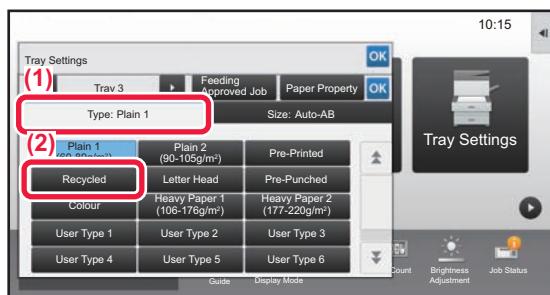 10:15
Tray Settings
OK
(1)
Tray 3
Feeding
Approved Job
Paper Property
OK
Type: Plain 1
Size: Auto-AB
(2)
Plain 1
(60-89g/m²)
Plain 2
(90-105g/m²)
Pre-Printed
Recycled
Letter Head
Pre-Punched
Colour
Heavy Paper 1
(106-176g/m²)
Heavy Paper 2
(177-220g/m²)
User Type 1
User Type 2
User Type 3
User Type 4
User Type 5
User Type 6
Tray Settings
Guide
Display Mode
Count
Brightness
Adjustment
Job Status